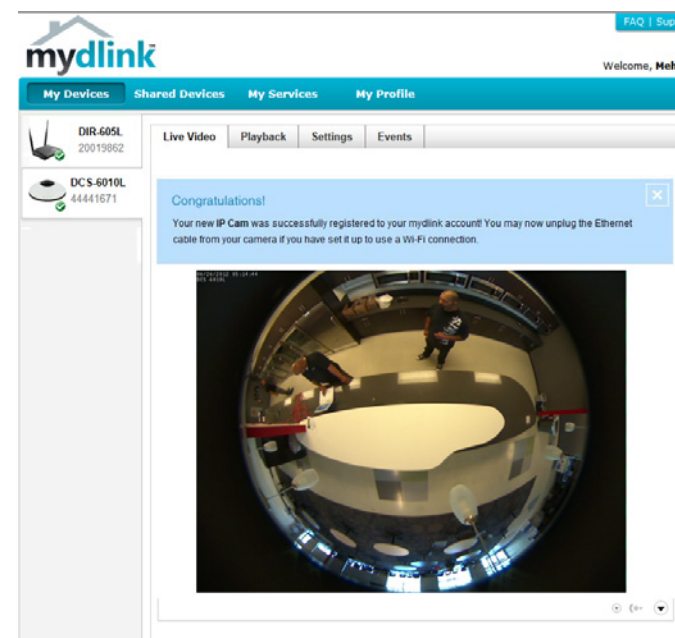 FAQ | Sup
mydlink
Welcome, Meh
My Devices Shared Devices My Services My Profile
DIR-605L
20019862
Live Video Playback Settings Events
DCS-6010L
44441671
Congratulations!
Your new IP Cam was successfully registered to your mydlink account! You may now unplug the Ethernet
cable from your camera if you have set it up to use a Wi-Fi connection.
DCS 6010L